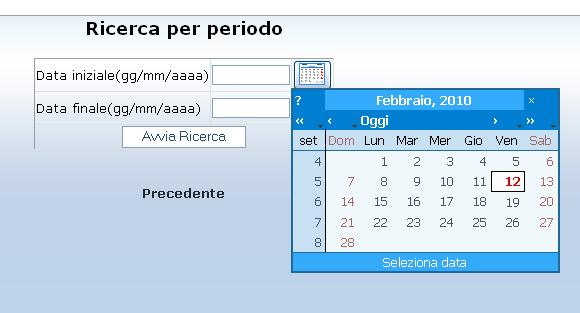 Ricerca per periodo
Data iniziale(gg/mm/aaaa)
Data finale(gg/mm/aaaa)
Avvia Ricerca
Precedente
? Febbraio, 2010 ×
« ‹ Oggi › »
set Dom Lun Mar Mer Gio Ven Sab
4 1 2 3 4 5 6
5 7 8 9 10 11 12 13
6 14 15 16 17 18 19 20
7 21 22 23 24 25 26 27
8 28
Seleziona data